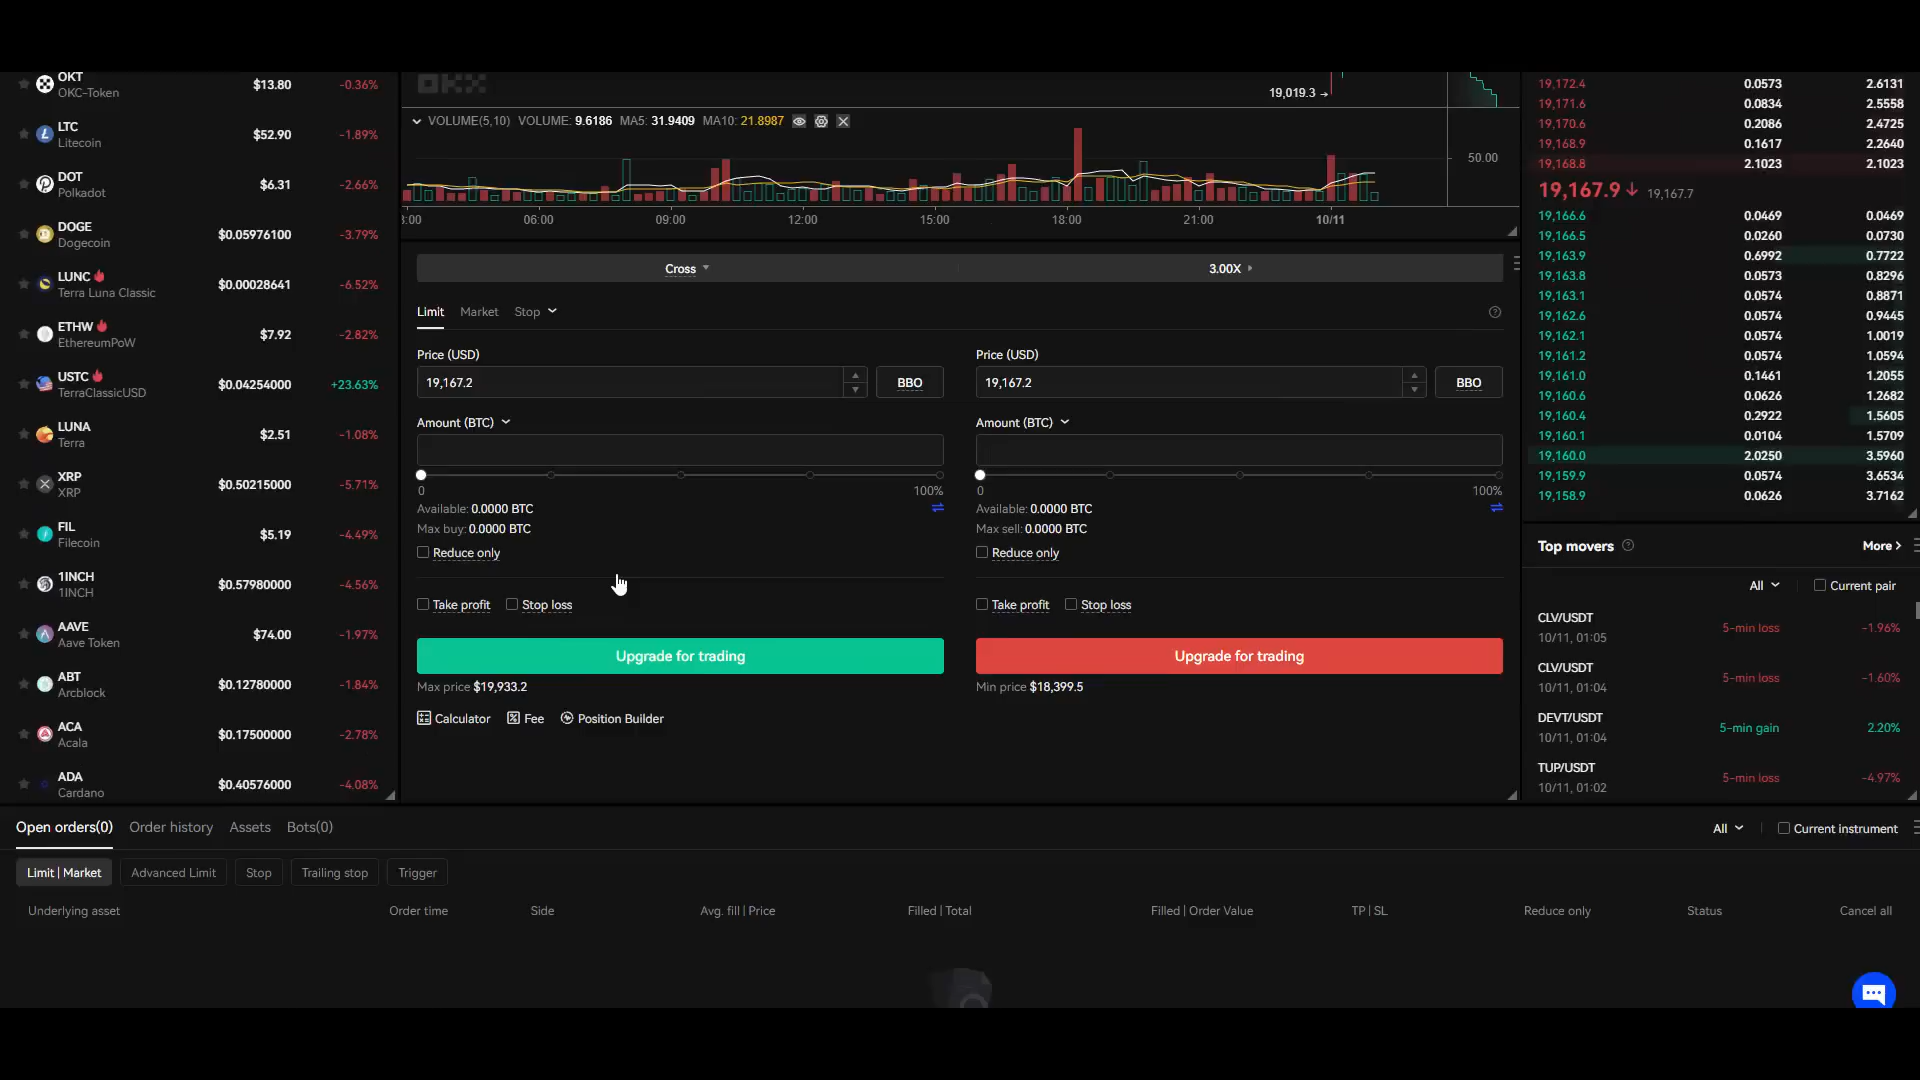 OKT
OKC-Token
$13.80
-0.36%
LTC
Litecoin
$52.90
-1.89%
DOT
Polkadot
$6.31
-2.66%
DOGE
Dogecoin
$0.05976100
-3.79%
LUNC
Terra Luna Classic
$0.00028641
-6.52%
ETHW
EthereumPoW
$7.92
-2.82%
USTC
TerraClassicUSD
$0.04254000
+23.63%
LUNA
Terra
$2.51
-1.08%
XRP
XRP
$0.50215000
-5.71%
FIL
Filecoin
$5.19
-4.49%
1INCH
1INCH
$0.57980000
-4.56%
AAVE
Aave Token
$74.00
-1.97%
ABT
Arcblock
$0.12780000
-1.84%
ACA
Acala
$0.17500000
-2.78%
ADA
Cardano
$0.40576000
-4.08%
OKX
19,019.3
VOLUME(5,10) VOLUME: 9.6186 MA5: 31.9409 MA10: 21.8987
50.00
3:00 06:00 09:00 12:00 15:00 18:00 21:00 10/11
Cross 3.00X
Limit Market Stop
Price (USD)
19,167.2 BBO
Amount (BTC)
0 100%
Available: 0.0000 BTC
Max buy: 0.0000 BTC
Reduce only
Take profit Stop loss
Upgrade for trading
Max price $19,933.2
Calculator Fee Position Builder
Price (USD)
19,167.2 BBO
Amount (BTC)
0 100%
Available: 0.0000 BTC
Max sell: 0.0000 BTC
Reduce only
Take profit Stop loss
Upgrade for trading
Min price $18,399.5
19,172.4 0.0573 2.6131
19,171.6 0.0834 2.5558
19,170.6 0.2086 2.4725
19,168.9 0.1617 2.2640
19,168.8 2.1023 2.1023
19,167.9 19,167.7
19,166.6 0.0469 0.0469
19,166.5 0.0260 0.0730
19,163.9 0.6992 0.7722
19,163.8 0.0573 0.8296
19,163.1 0.0574 0.8871
19,162.6 0.0574 0.9445
19,162.1 0.0574 1.0019
19,161.2 0.0574 1.0594
19,161.0 0.1461 1.2055
19,160.6 0.0626 1.2682
19,160.4 0.2922 1.5605
19,160.1 0.0104 1.5709
19,160.0 2.0250 3.5960
19,159.9 0.0574 3.6534
19,158.9 0.0626 3.7162
Top movers More
All Current pair
CLV/USDT
10/11, 01:05
5-min loss
-1.96%
CLV/USDT
10/11, 01:04
5-min loss
-1.60%
DEVT/USDT
10/11, 01:04
5-min gain
2.20%
TUP/USDT
10/11, 01:02
5-min loss
-4.97%
Open orders(0) Order history Assets Bots(0)
All Current instrument
Limit | Market Advanced Limit Stop Trailing stop Trigger
Underlying asset Order time Side Avg. fill | Price Filled | Total Filled | Order Value TP | SL Reduce only Status Cancel all